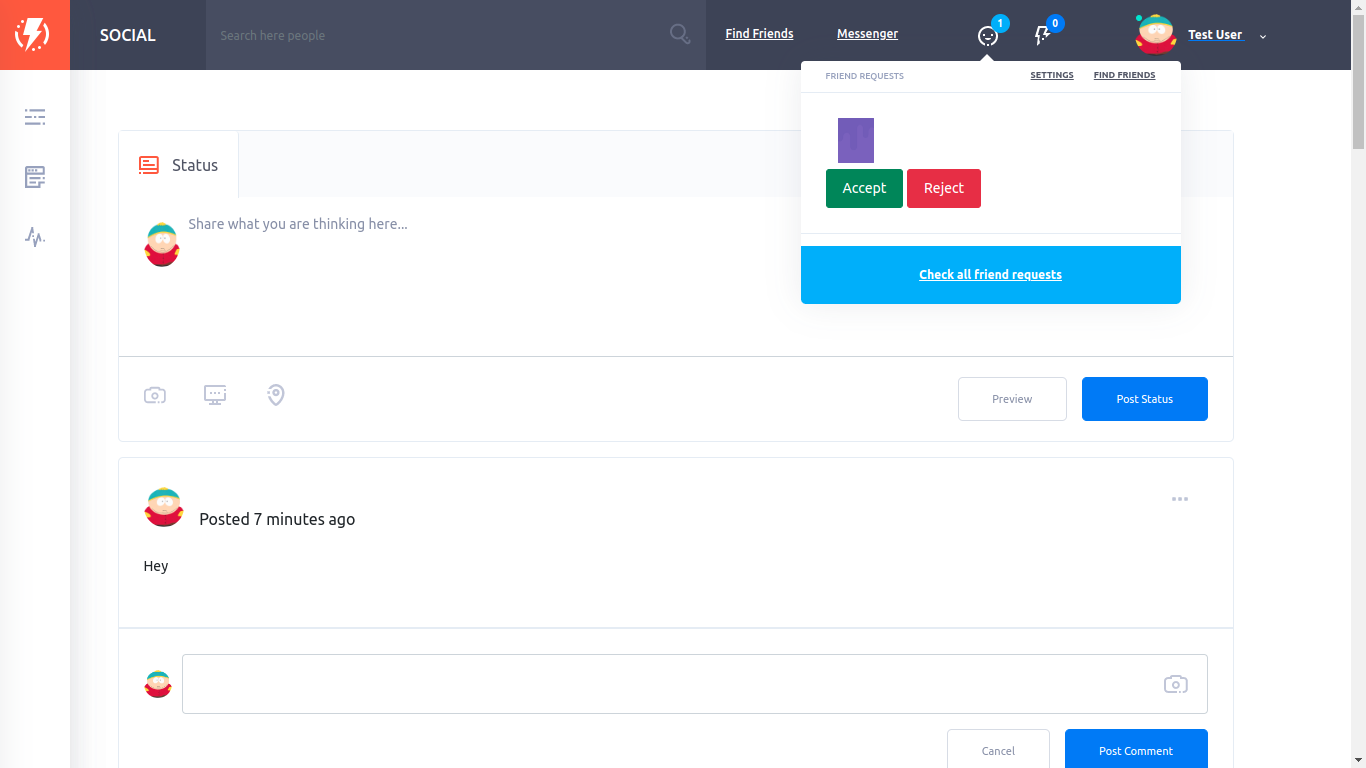 SOCIAL
Search here people
Find Friends
Messenger
1
0
Test User
FRIEND REQUESTS
SETTINGS
FIND FRIENDS
Accept
Reject
Check all friend requests
Status
Share what you are thinking here...
Preview
Post Status
Posted 7 minutes ago
Hey
Cancel
Post Comment